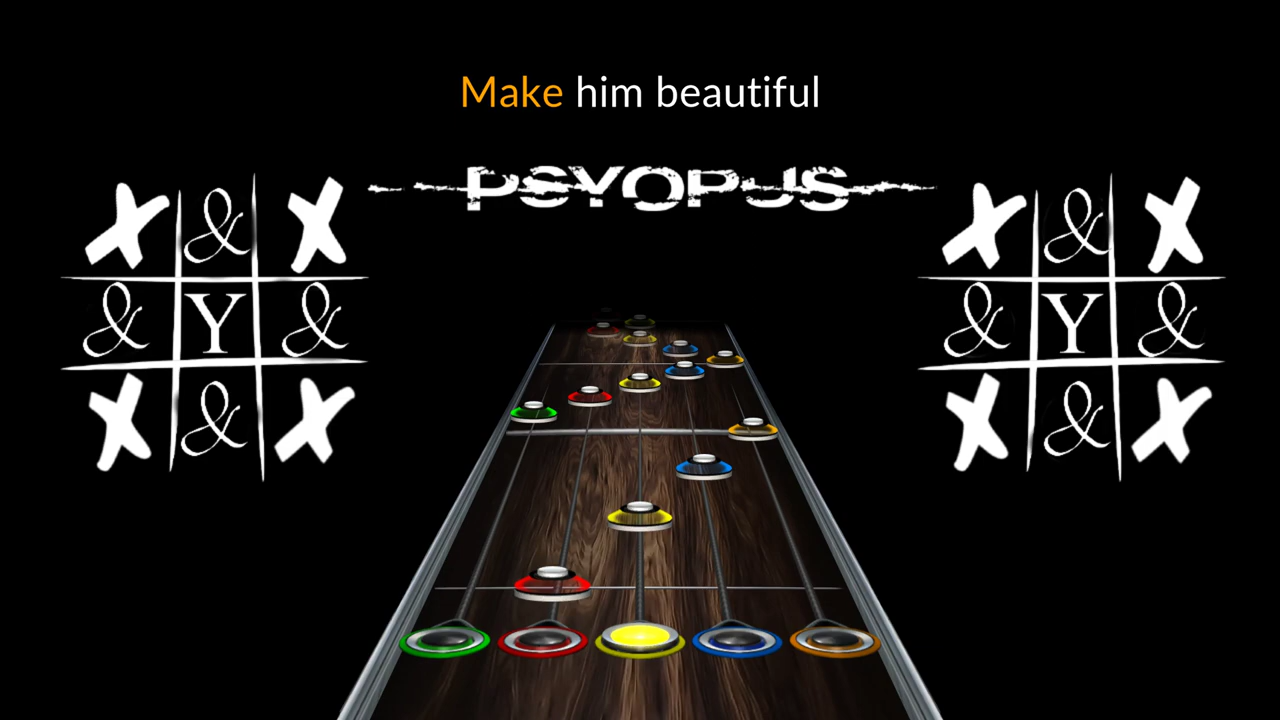 Make him beautiful
PSYOPUS
X & X
& Y &
X & X
X & X
& Y &
X & X